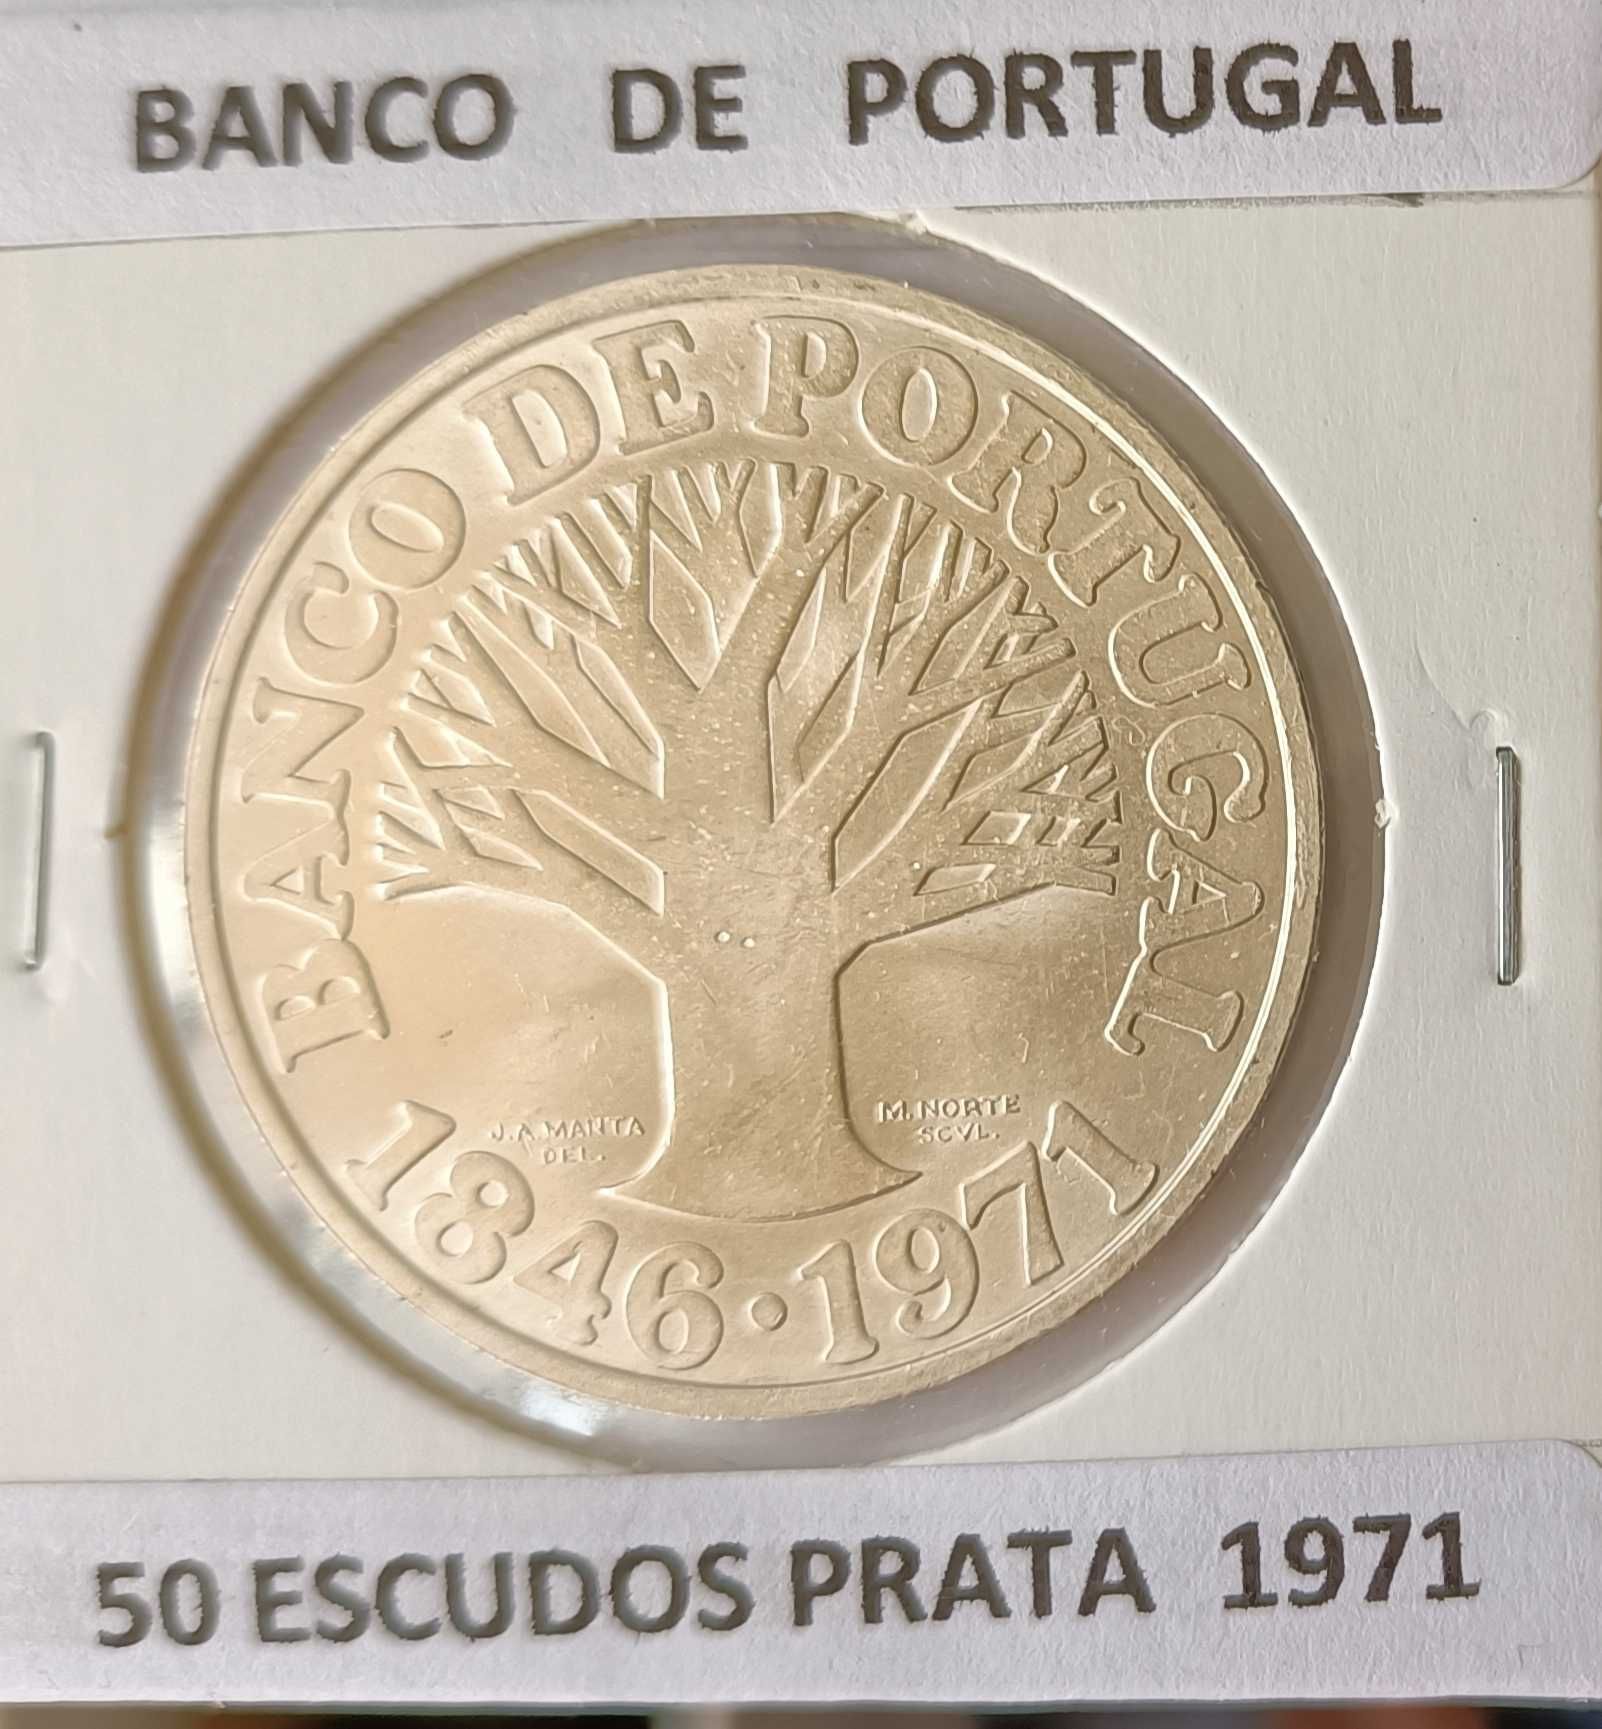 BANCO DE PORTUGAL
BANCO DE PORTUGAL
J.A.MANTA
DEL.
M.NORTE
SCVL.
1846·1971
50 ESCUDOS PRATA 1971